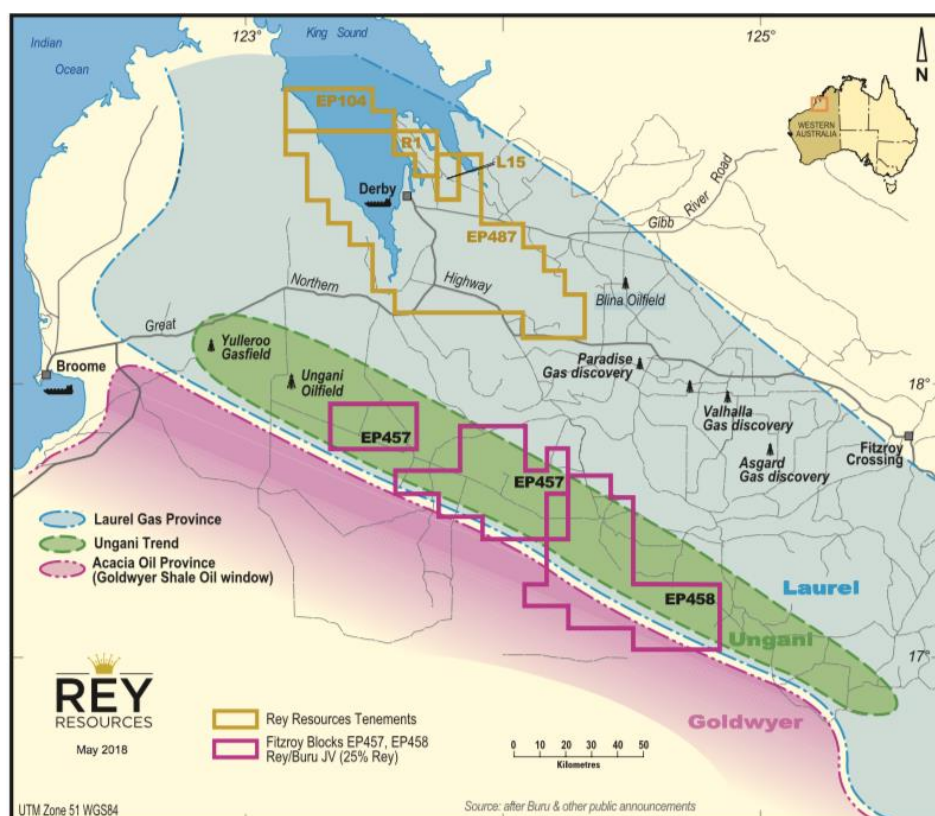 123°
125°
Indian
Ocean
King Sound
N
WESTERN
AUSTRALIA
EP104
R1
L15
Derby
Gibb River Road
EP487
Blina Oilfield
Great Northern Highway
Yulleroo
Gasfield
Ungani
Oilfield
Broome
Paradise
Gas discovery
Valhalla
Gas discovery
Asgard
Gas discovery
18°
Fitzroy
Crossing
EP457
EP457
EP458
Laurel Gas Province
Ungani Trend
Acacia Oil Province
(Goldwyer Shale Oil window)
Laurel
Ungani
Goldwyer
17°
REY
RESOURCES
May 2018
Rey Resources Tenements
Fitzroy Blocks EP457, EP458
Rey/Buru JV (25% Rey)
0 10 20 30 40 50
Kilometres
UTM Zone 51 WGS84
Source: after Buru & other public announcements